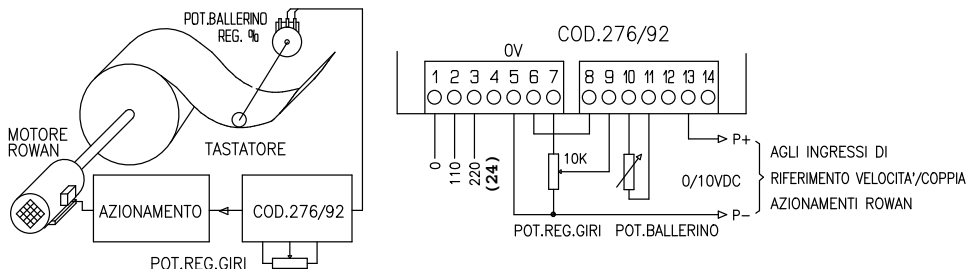 POT.BALLERINO
REG. %
MOTORE
ROWAN
TASTATORE
AZIONAMENTO
COD.276/92
POT.REG.GIRI
COD.276/92
0V
1 2 3 4 5 6 7 8 9 10 11 12 13 14
0
110
220
(24)
10K
P+
0/10VDC
P-
AGLI INGRESSI DI
RIFERIMENTO VELOCITA'/COPPIA
AZIONAMENTI ROWAN
POT.REG.GIRI
POT.BALLERINO